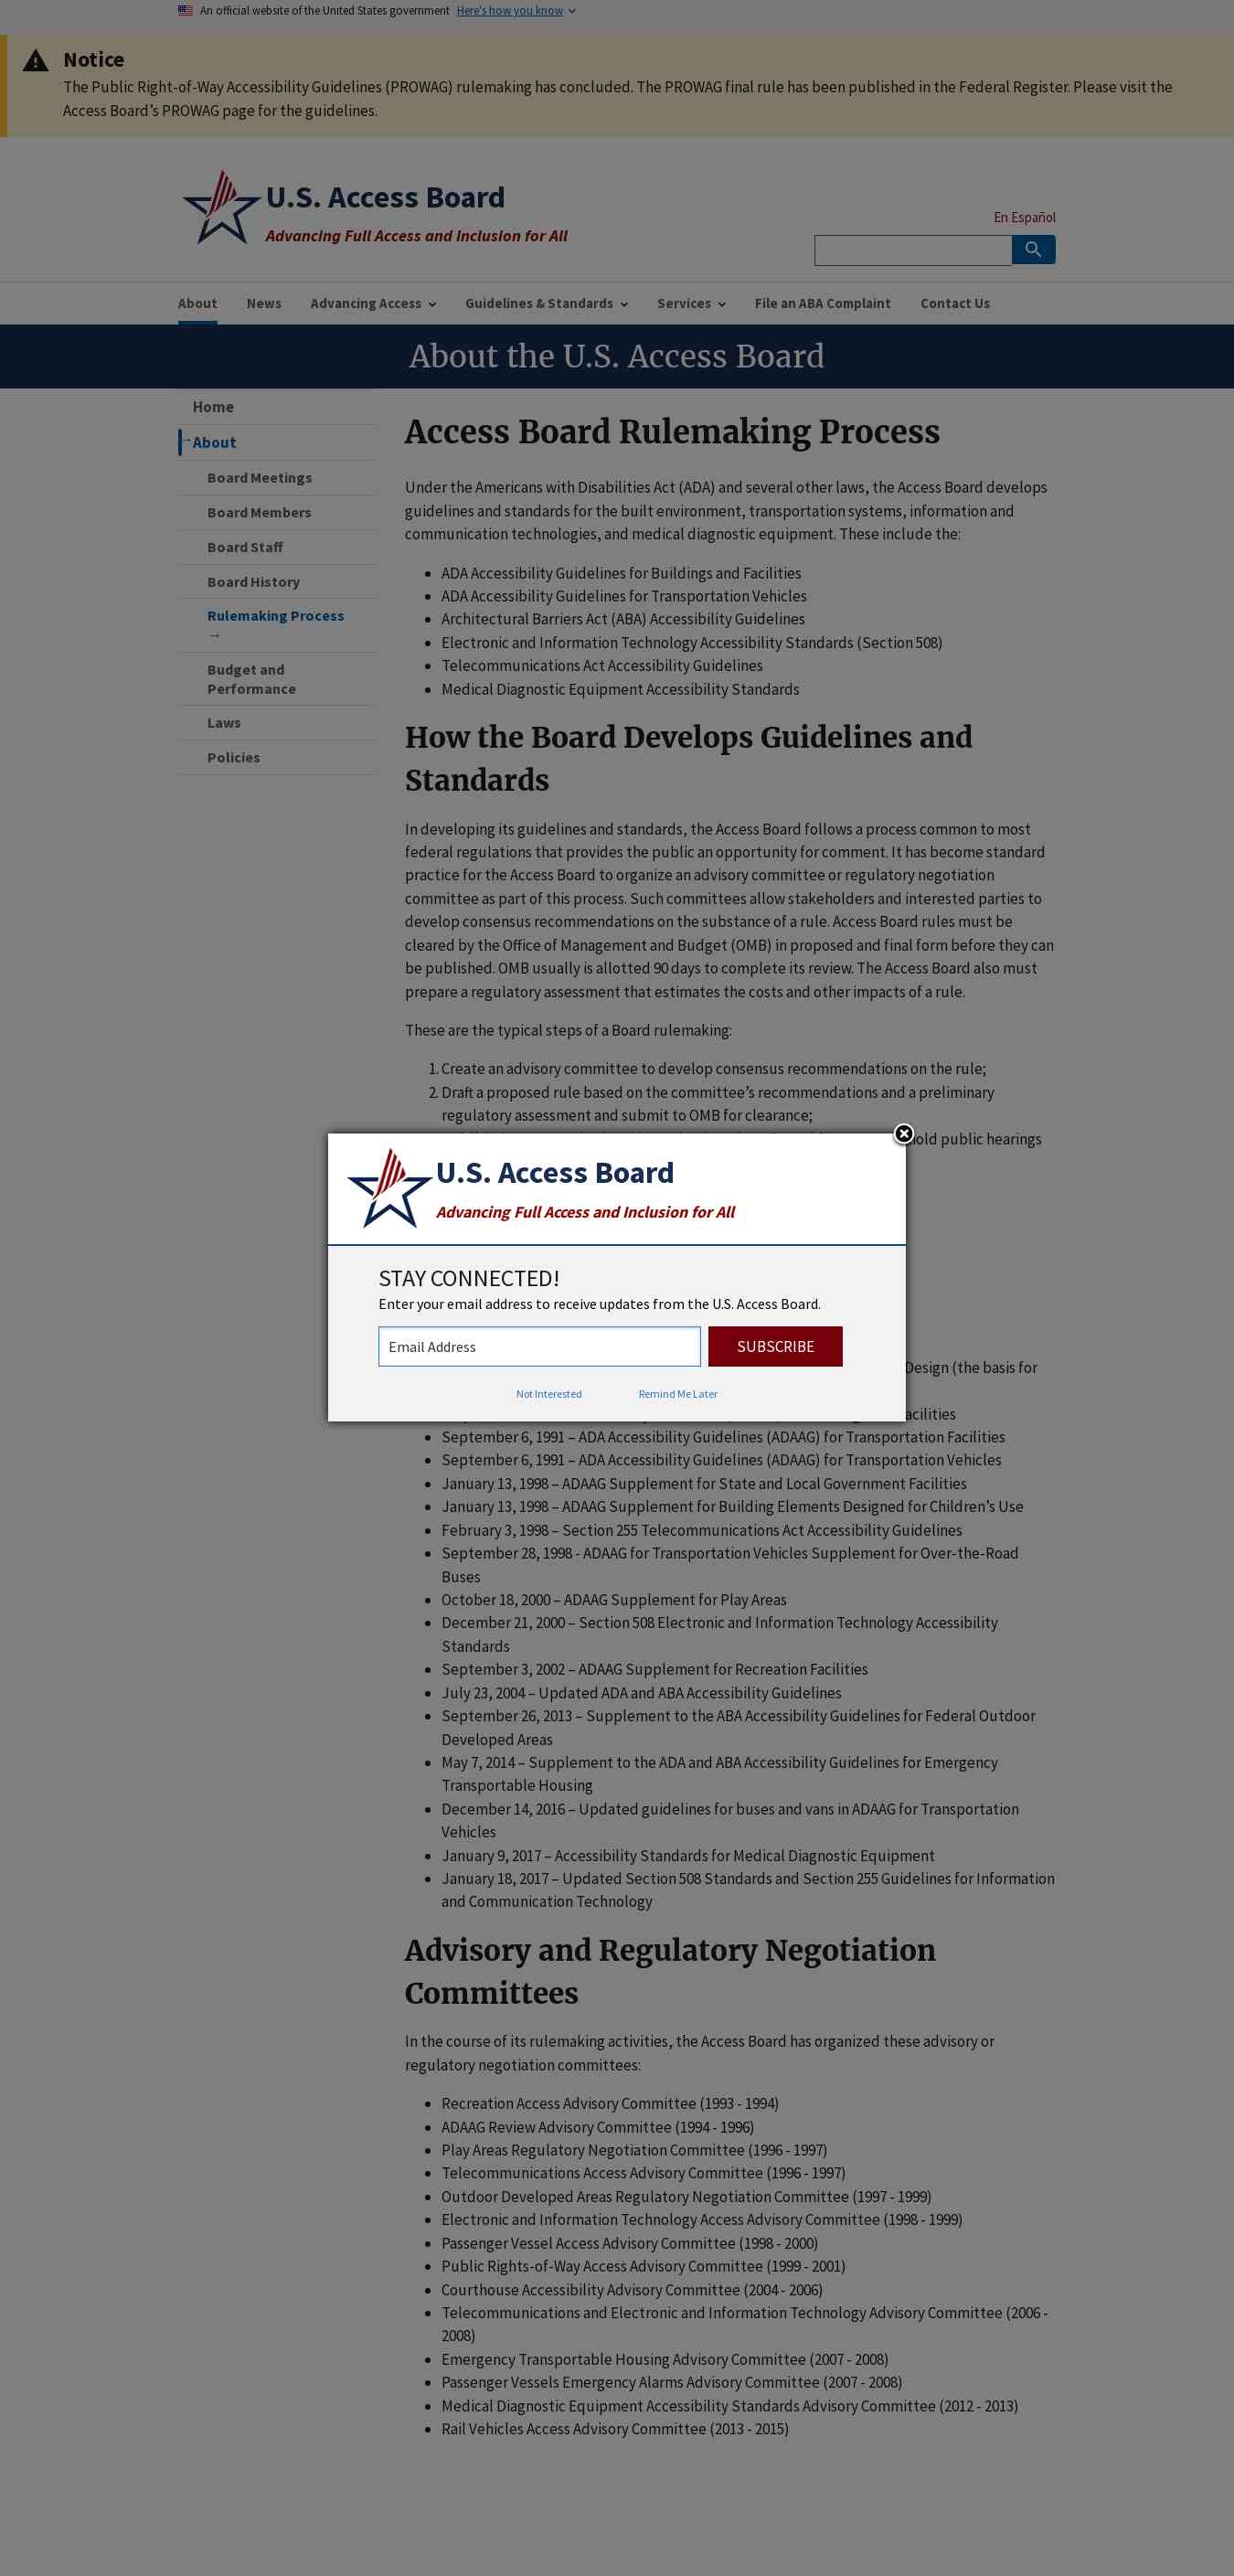 An official website of the United States government Here's how you know
Notice
The Public Right-of-Way Accessibility Guidelines (PROWAG) rulemaking has concluded. The PROWAG final rule has been published in the Federal Register. Please visit the
Access Board’s PROWAG page for the guidelines.
U.S. Access Board
Advancing Full Access and Inclusion for All
En Español
About News Advancing Access Guidelines & Standards Services File an ABA Complaint Contact Us
About the U.S. Access Board
Home
→ About
Board Meetings
Board Members
Board Staff
Board History
Rulemaking Process
→
Budget and
Performance
Laws
Policies
Access Board Rulemaking Process
Under the Americans with Disabilities Act (ADA) and several other laws, the Access Board develops
guidelines and standards for the built environment, transportation systems, information and
communication technologies, and medical diagnostic equipment. These include the:
• ADA Accessibility Guidelines for Buildings and Facilities
• ADA Accessibility Guidelines for Transportation Vehicles
• Architectural Barriers Act (ABA) Accessibility Guidelines
• Electronic and Information Technology Accessibility Standards (Section 508)
• Telecommunications Act Accessibility Guidelines
• Medical Diagnostic Equipment Accessibility Standards
How the Board Develops Guidelines and
Standards
In developing its guidelines and standards, the Access Board follows a process common to most
federal regulations that provides the public an opportunity for comment. It has become standard
practice for the Access Board to organize an advisory committee or regulatory negotiation
committee as part of this process. Such committees allow stakeholders and interested parties to
develop consensus recommendations on the substance of a rule. Access Board rules must be
cleared by the Office of Management and Budget (OMB) in proposed and final form before they can
be published. OMB usually is allotted 90 days to complete its review. The Access Board also must
prepare a regulatory assessment that estimates the costs and other impacts of a rule.
These are the typical steps of a Board rulemaking:
1. Create an advisory committee to develop consensus recommendations on the rule;
2. Draft a proposed rule based on the committee’s recommendations and a preliminary
regulatory assessment and submit to OMB for clearance;
hold public hearings
U.S. Access Board
Advancing Full Access and Inclusion for All
STAY CONNECTED!
Enter your email address to receive updates from the U.S. Access Board.
Email Address SUBSCRIBE
Not Interested Remind Me Later
Design (the basis for
• September 6, 1991 – ADA Accessibility Guidelines (ADAAG) for Transportation Facilities
• September 6, 1991 – ADA Accessibility Guidelines (ADAAG) for Transportation Vehicles
• January 13, 1998 – ADAAG Supplement for State and Local Government Facilities
• January 13, 1998 – ADAAG Supplement for Building Elements Designed for Children’s Use
• February 3, 1998 – Section 255 Telecommunications Act Accessibility Guidelines
• September 28, 1998 - ADAAG for Transportation Vehicles Supplement for Over-the-Road
Buses
• October 18, 2000 – ADAAG Supplement for Play Areas
• December 21, 2000 – Section 508 Electronic and Information Technology Accessibility
Standards
• September 3, 2002 – ADAAG Supplement for Recreation Facilities
• July 23, 2004 – Updated ADA and ABA Accessibility Guidelines
• September 26, 2013 – Supplement to the ABA Accessibility Guidelines for Federal Outdoor
Developed Areas
• May 7, 2014 – Supplement to the ADA and ABA Accessibility Guidelines for Emergency
Transportable Housing
• December 14, 2016 – Updated guidelines for buses and vans in ADAAG for Transportation
Vehicles
• January 9, 2017 – Accessibility Standards for Medical Diagnostic Equipment
• January 18, 2017 – Updated Section 508 Standards and Section 255 Guidelines for Information
and Communication Technology
Advisory and Regulatory Negotiation
Committees
In the course of its rulemaking activities, the Access Board has organized these advisory or
regulatory negotiation committees:
• Recreation Access Advisory Committee (1993 - 1994)
• ADAAG Review Advisory Committee (1994 - 1996)
• Play Areas Regulatory Negotiation Committee (1996 - 1997)
• Telecommunications Access Advisory Committee (1996 - 1997)
• Outdoor Developed Areas Regulatory Negotiation Committee (1997 - 1999)
• Electronic and Information Technology Access Advisory Committee (1998 - 1999)
• Passenger Vessel Access Advisory Committee (1998 - 2000)
• Public Rights-of-Way Access Advisory Committee (1999 - 2001)
• Courthouse Accessibility Advisory Committee (2004 - 2006)
• Telecommunications and Electronic and Information Technology Advisory Committee (2006 -
2008)
• Emergency Transportable Housing Advisory Committee (2007 - 2008)
• Passenger Vessels Emergency Alarms Advisory Committee (2007 - 2008)
• Medical Diagnostic Equipment Accessibility Standards Advisory Committee (2012 - 2013)
• Rail Vehicles Access Advisory Committee (2013 - 2015)